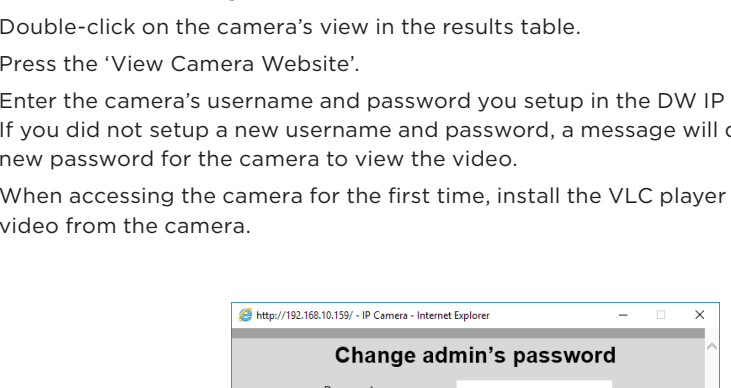 Double-click on the camera’s view in the results table.
Press the ‘View Camera Website’.
Enter the camera’s username and password you setup in the DW IP
If you did not setup a new username and password, a message will
new password for the camera to view the video.
When accessing the camera for the first time, install the VLC player
video from the camera.
http://192.168.10.159/ - IP Camera - Internet Explorer
Change admin’s password